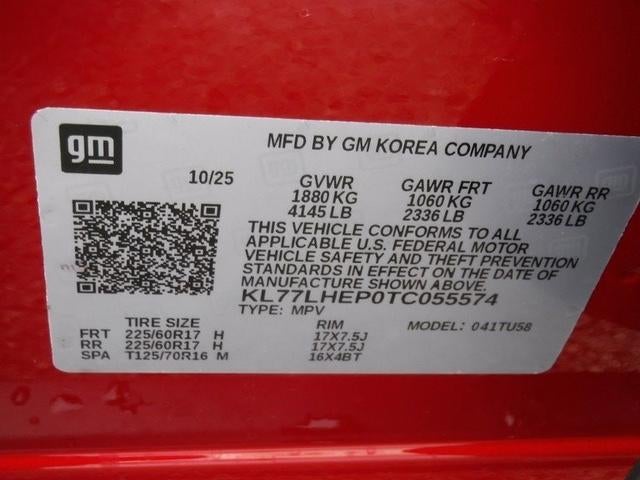 gm
MFD BY GM KOREA COMPANY
10/25 GVWR GAWR FRT GAWR RR
1880 KG 1060 KG 1060 KG
4145 LB 2336 LB 2336 LB
THIS VEHICLE CONFORMS TO ALL
APPLICABLE U.S. FEDERAL MOTOR
VEHICLE SAFETY AND THEFT PREVENTION
STANDARDS IN EFFECT ON THE DATE OF
MANUFACTURE SHOWN ABOVE.
KL77LHEP0TC055574
TYPE: MPV
TIRE SIZE RIM MODEL: 041TU58
FRT 225/60R17 H 17X7.5J
RR 225/60R17 H 17X7.5J
SPA T125/70R16 M 16X4BT